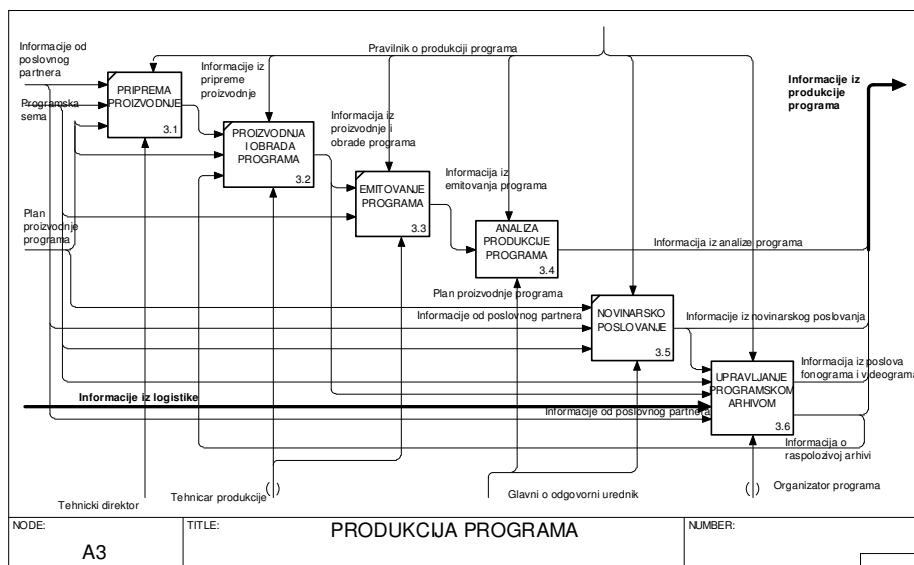 Informacije od
poslovnog
partnera
Pravilnik o produkciji programa
Informacije iz
pripreme
proizvodnje
Informacije iz
produkcije
programa
PRIPREMA
PROIZVODNJE
3.1
Programska
sema
Informacija iz
proizvodnje i
obrade programa
PROIZVODNJA
I OBRADA
PROGRAMA
3.2
Informacija iz
emitovanja programa
EMITOVANJE
PROGRAMA
3.3
Plan
proizvodnje
programa
ANALIZA
PRODUKCIJE
PROGRAMA
3.4
Informacija iz analize programa
Plan proizvodnje programa
Informacije od poslovnog partnera
NOVINARSKO
POSLOVANJE
3.5
Informacije iz novinarskog poslovanja
Informacija iz poslova
fonograma i videograma
UPRAVLJANJE
PROGRAMSKOM
ARHIVOM
3.6
Informacije iz logistike
Informacije od poslovnog partnera
Informacija o
raspolozivoj arhivi
Tehnicki direktor
Tehnicar produkcije
Glavni o odgovorni urednik
Organizator programa
NODE:
A3
TITLE:
PRODUKCIJA PROGRAMA
NUMBER: